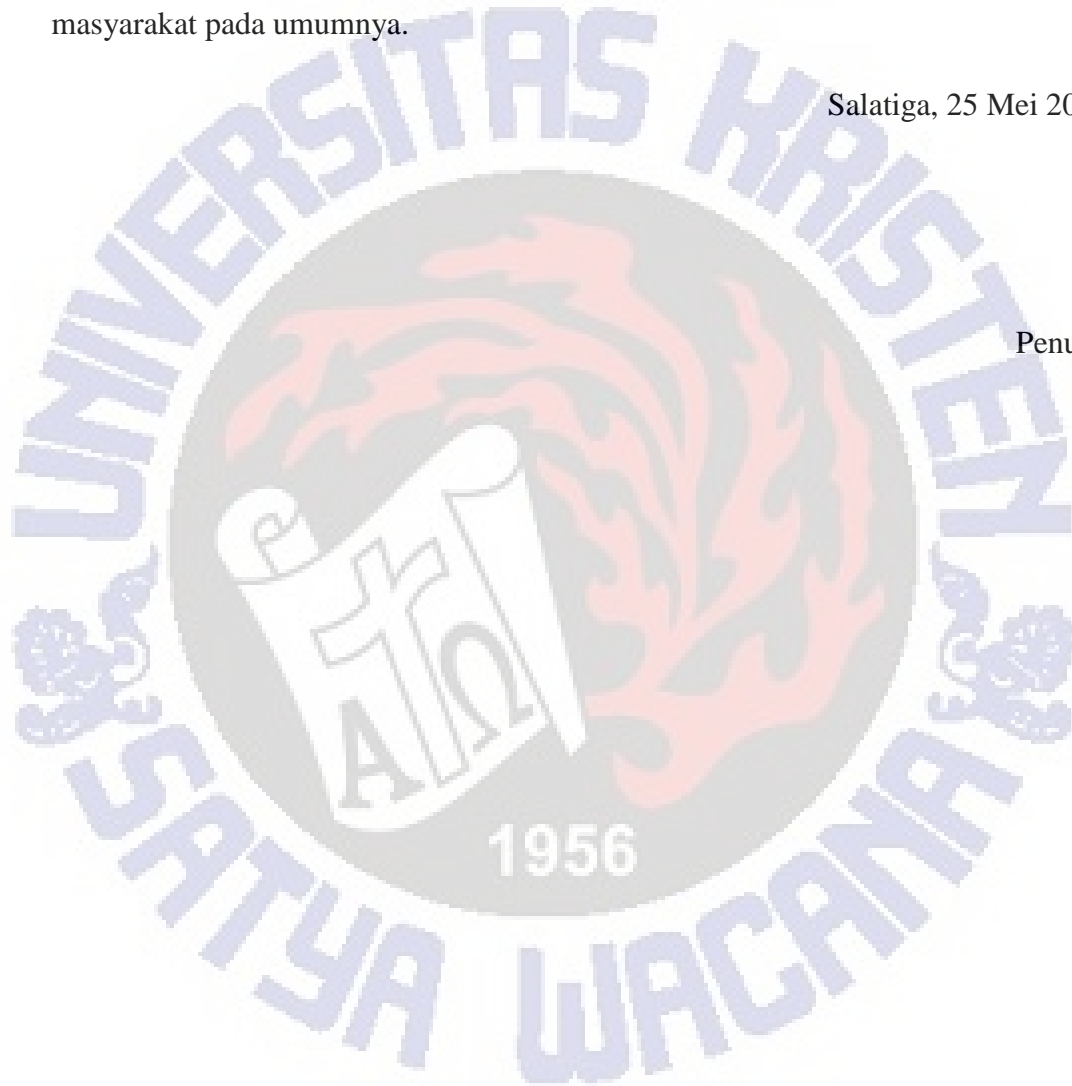 masyarakat pada umumnya.
Salatiga, 25 Mei 20
Penu
UNIVERSITAS KRISTEN
SATYA WACANA
Α Ω
1956